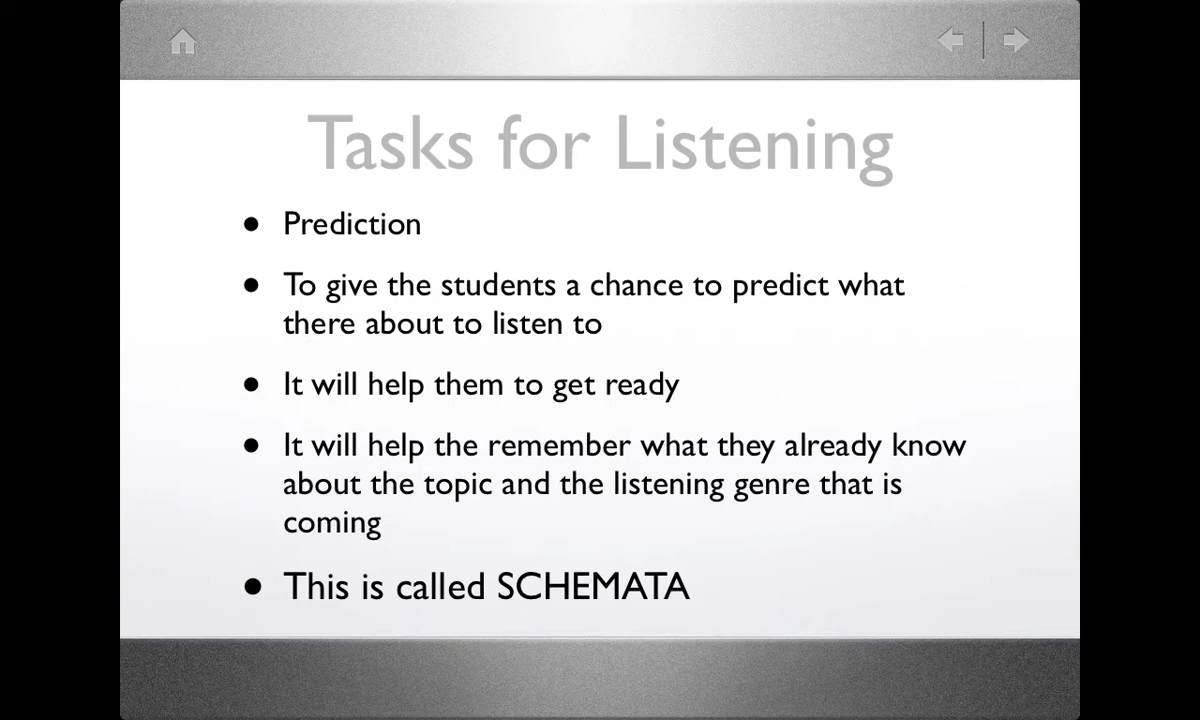 Tasks for Listening
• Prediction
• To give the students a chance to predict what
there about to listen to
• It will help them to get ready
• It will help the remember what they already know
about the topic and the listening genre that is
coming
• This is called SCHEMATA